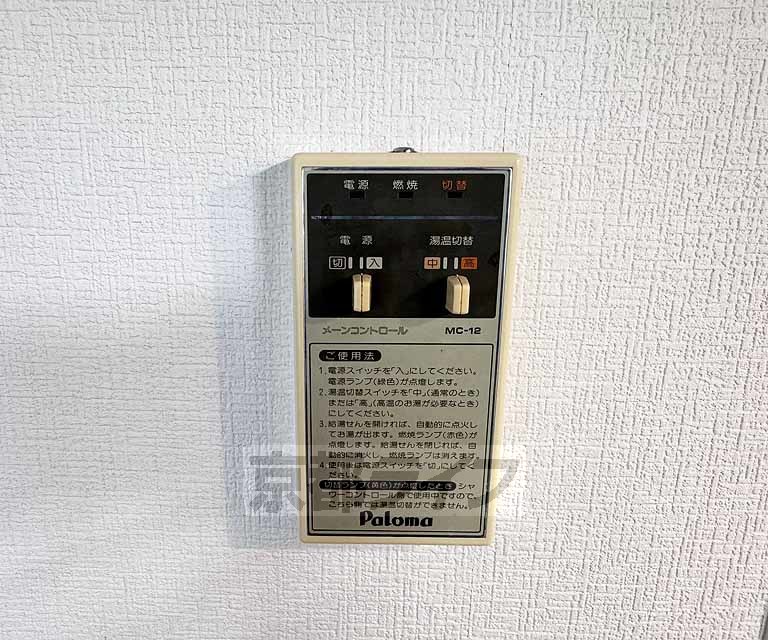 電源 燃焼 切替
電源 湯温切替
切 入 中 高
メーンコントロール MC-12
ご使用法
1.電源スイッチを「入」にしてください。
電源ランプ(緑色)が点燈します。
2.湯温切替スイッチを「中」(通常のとき)
または「高」(高温のお湯が必要なとき)
にしてください。
3.給湯せんを開ければ、自動的に点火し
てお湯が出ます。燃焼ランプ(赤色)が
点燈します。給湯せんを閉じれば、自
動的に消火し、燃焼ランプは消えます。
4.使用後は電源スイッチを「切」にしてく
ださい。
切替ランプ(黄色)が点燈したとき シャ
ワーコントロール側で使用中ですので、
こちら側では湯温切替ができません。
Paloma
京都ライフ